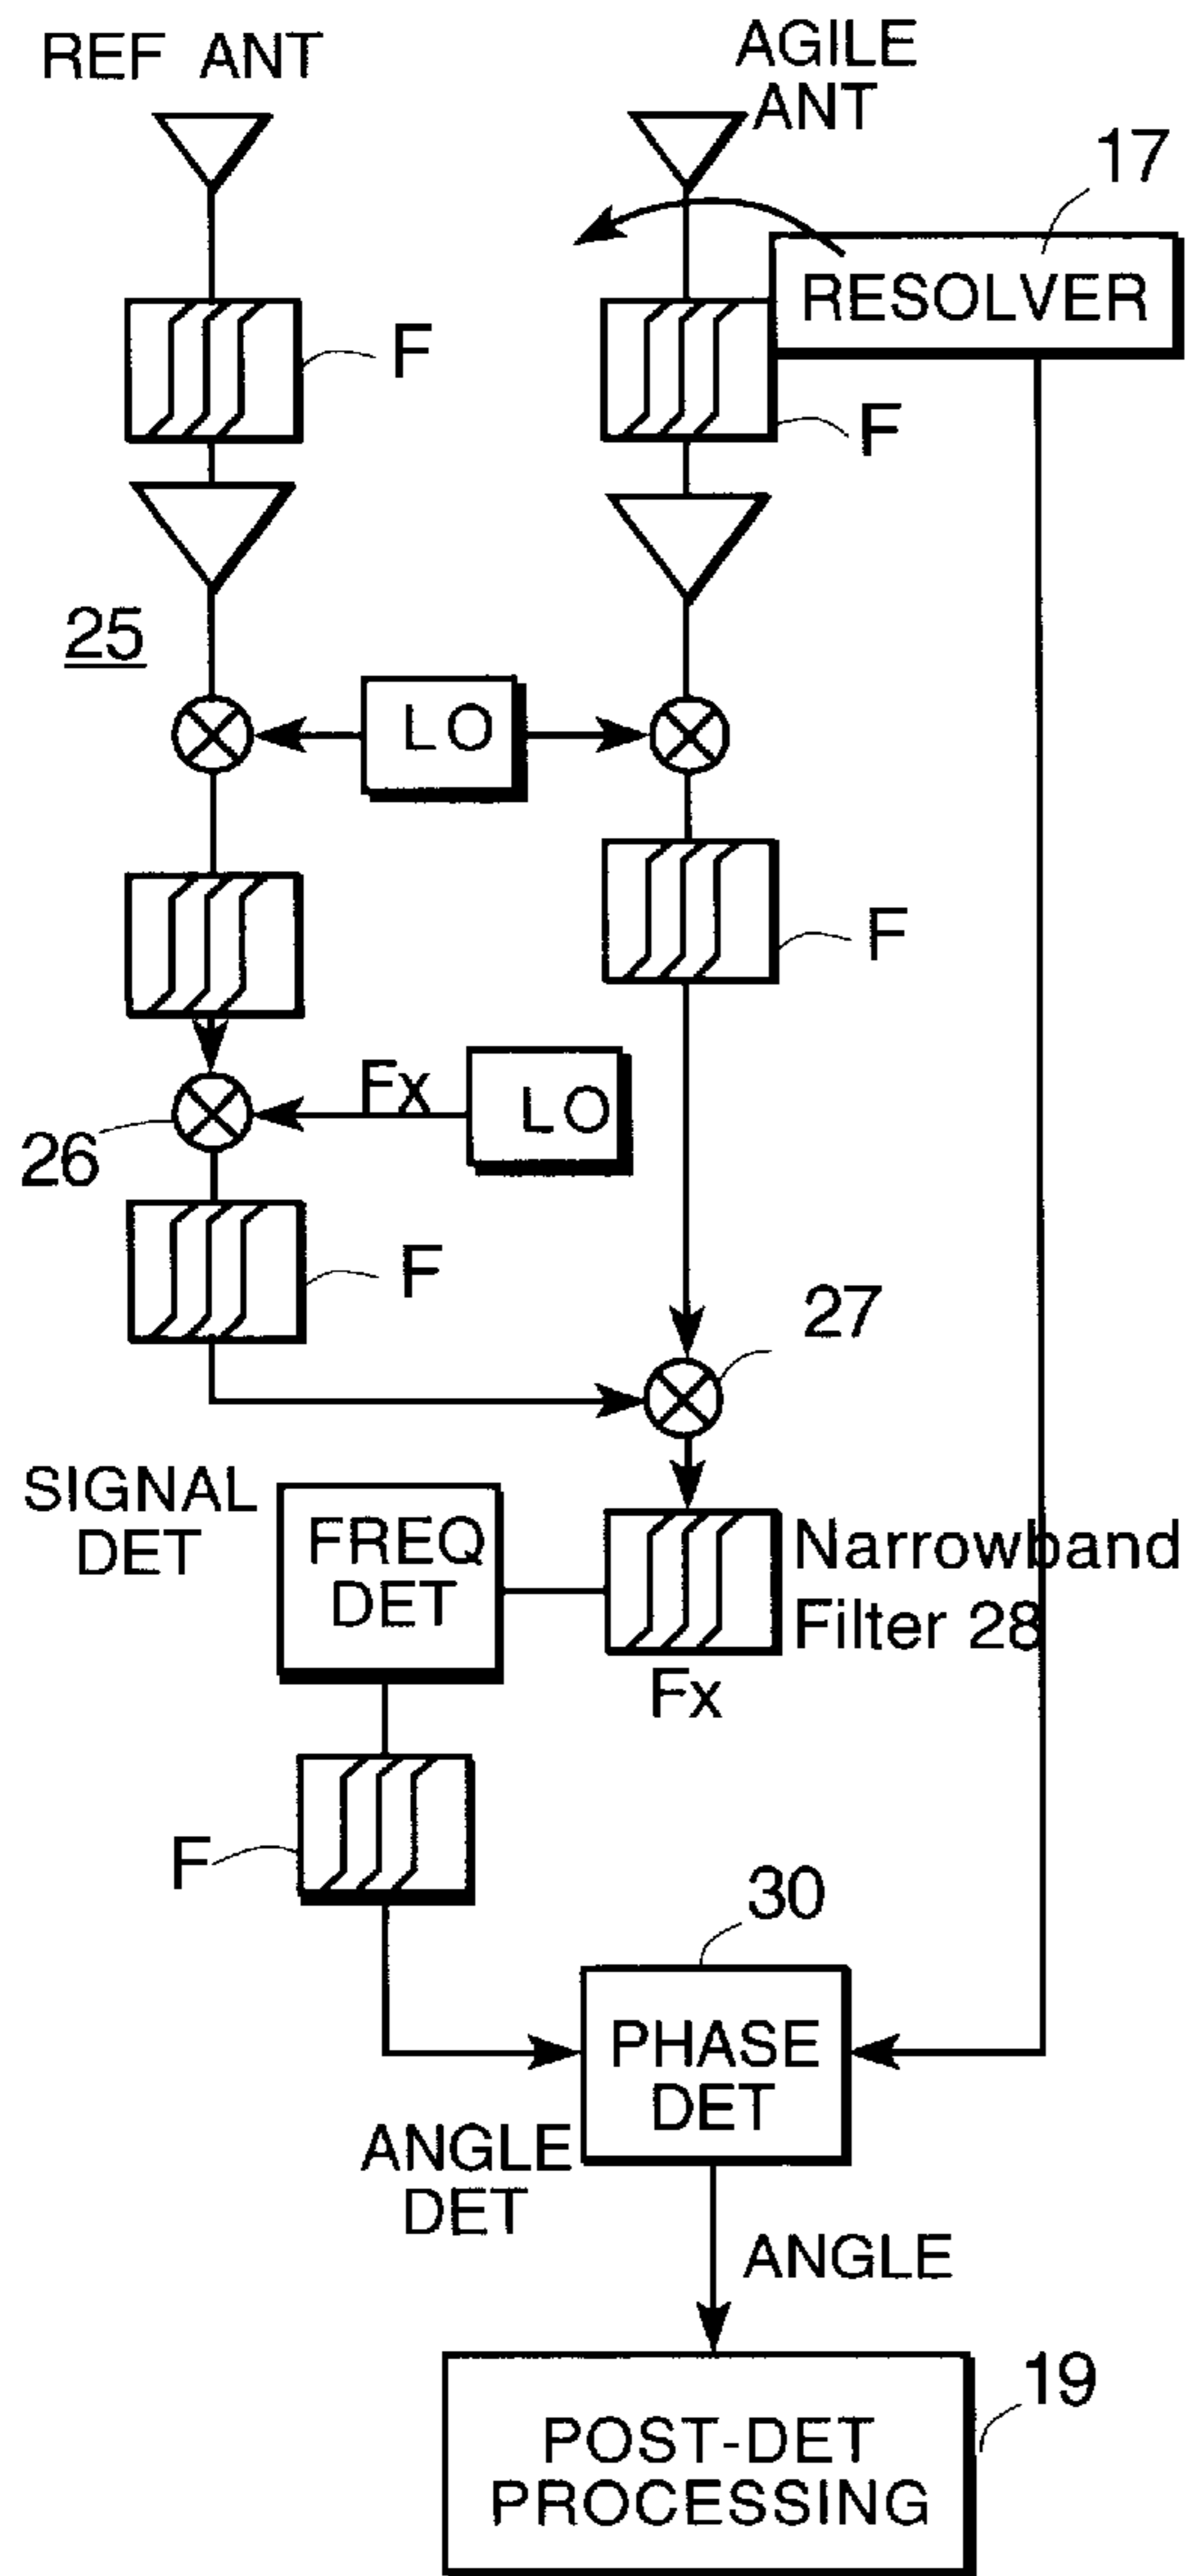 REF ANT
AGILE
ANT
17
RESOLVER
F
F
25
LO
F
Fx
LO
26
F
27
SIGNAL
DET
FREQ
DET
Narrowband
Filter 28
Fx
F
30
PHASE
DET
ANGLE
DET
ANGLE
19
POST-DET
PROCESSING